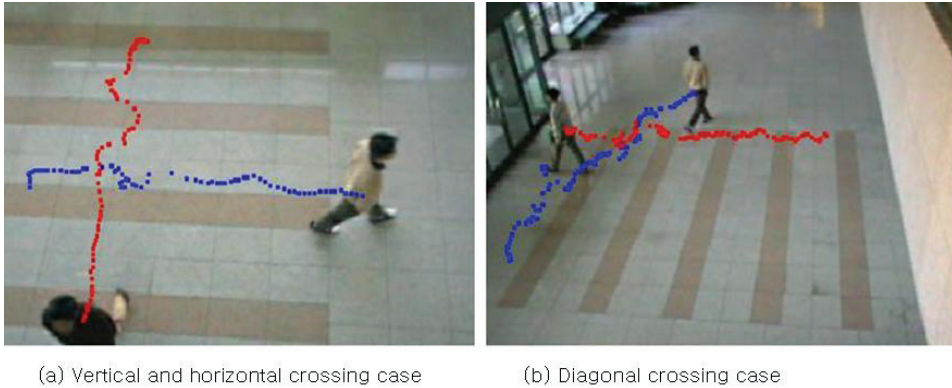 (a) Vertical and horizontal crossing case
(b) Diagonal crossing case